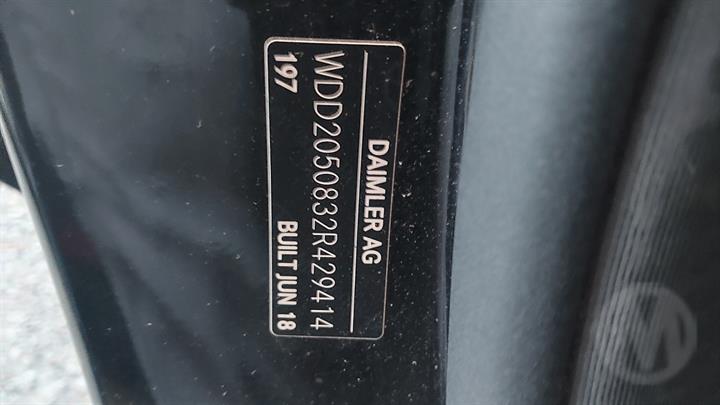 DAIMLER AG
WDD2050832R429414
197 BUILT JUN 18